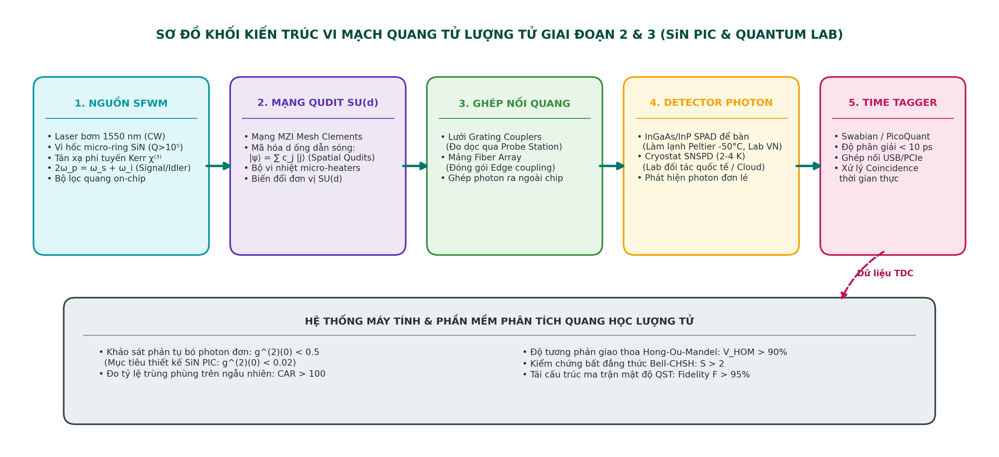 SƠ ĐỒ KHỐI KIẾN TRÚC VI MẠCH QUANG TỬ LƯỢNG TỬ GIAI ĐOẠN 2 & 3 (SiN PIC & QUANTUM LAB)
1. NGUỒN SFWM
• Laser bơm 1550 nm (CW)
• Vi hốc micro-ring SiN (Q>10⁵)
• Tán xạ phi tuyến Kerr χ⁽³⁾
• 2ω_p = ω_s + ω_i (Signal/Idler)
• Bộ lọc quang on-chip
2. MẠNG QUDIT SU(d)
• Mạng MZI Mesh Clements
• Mã hóa d ống dẫn sóng:
|ψ⟩ = ∑ c_j |j⟩ (Spatial Qudits)
• Bộ vi nhiệt micro-heaters
• Biến đổi đơn vị SU(d)
3. GHÉP NỐI QUANG
• Lưới Grating Couplers
(Đo dọc qua Probe Station)
• Mảng Fiber Array
(Đóng gói Edge coupling)
• Ghép photon ra ngoài chip
4. DETECTOR PHOTON
• InGaAs/InP SPAD để bàn
(Làm lạnh Peltier -50°C, Lab VN)
• Cryostat SNSPD (2-4 K)
(Lab đối tác quốc tế / Cloud)
• Phát hiện photon đơn lẻ
5. TIME TAGGER
• Swabian / PicoQuant
• Độ phân giải < 10 ps
• Ghép nối USB/PCIe
• Xử lý Coincidence
thời gian thực
Dữ liệu TDC
HỆ THỐNG MÁY TÍNH & PHẦN MỀM PHÂN TÍCH QUANG HỌC LƯỢNG TỬ
• Khảo sát phản tụ bó photon đơn: g^(2)(0) < 0.5
(Mục tiêu thiết kế SiN PIC: g^(2)(0) < 0.02)
• Đo tỷ lệ trùng phùng trên ngẫu nhiên: CAR > 100
• Độ tương phản giao thoa Hong-Ou-Mandel: V_HOM > 90%
• Kiểm chứng bất đẳng thức Bell-CHSH: S > 2
• Tái cấu trúc ma trận mật độ QST: Fidelity F > 95%